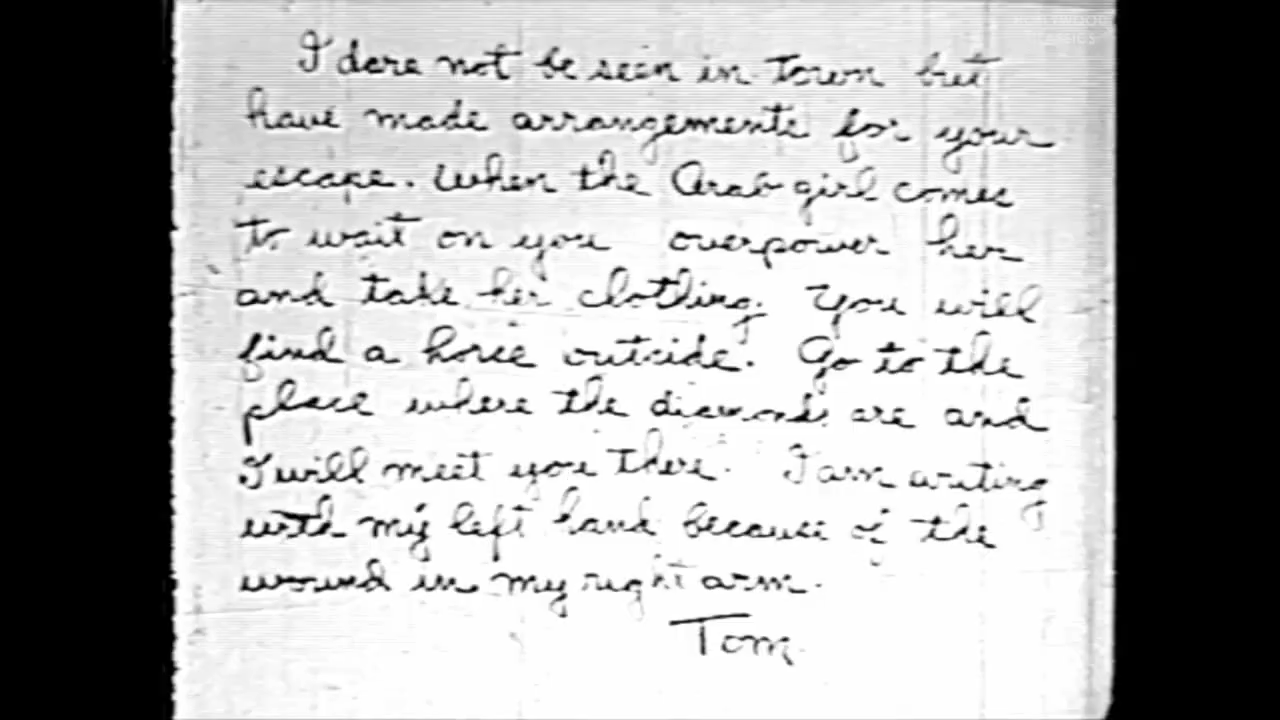 I dare not be seen in town but
have made arrangements for your
escape. When the Arab girl comes
to wait on you overpower her
and take her clothing. You will
find a horse outside. Go to the
place where the diamonds are and
I will meet you there. I am writing
with my left hand because of the
wound in my right arm.
Tom.